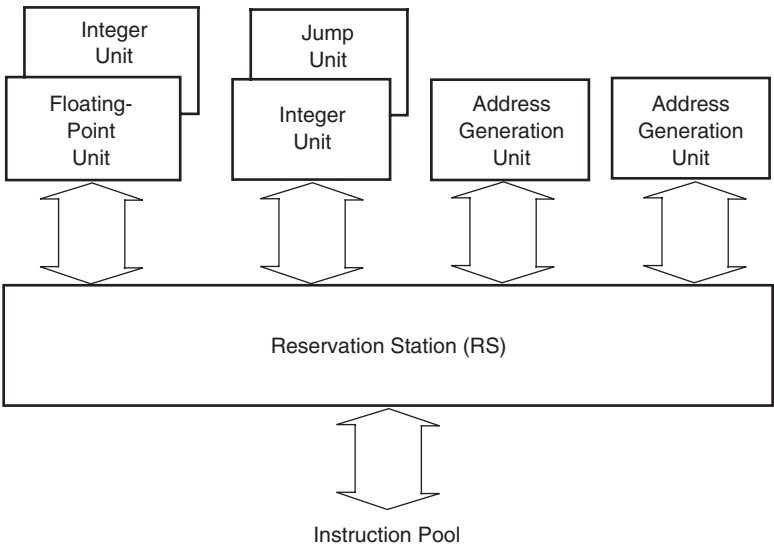 Integer
Unit
Jump
Unit
Floating-
Point
Unit
Integer
Unit
Address
Generation
Unit
Address
Generation
Unit
Reservation Station (RS)
Instruction Pool